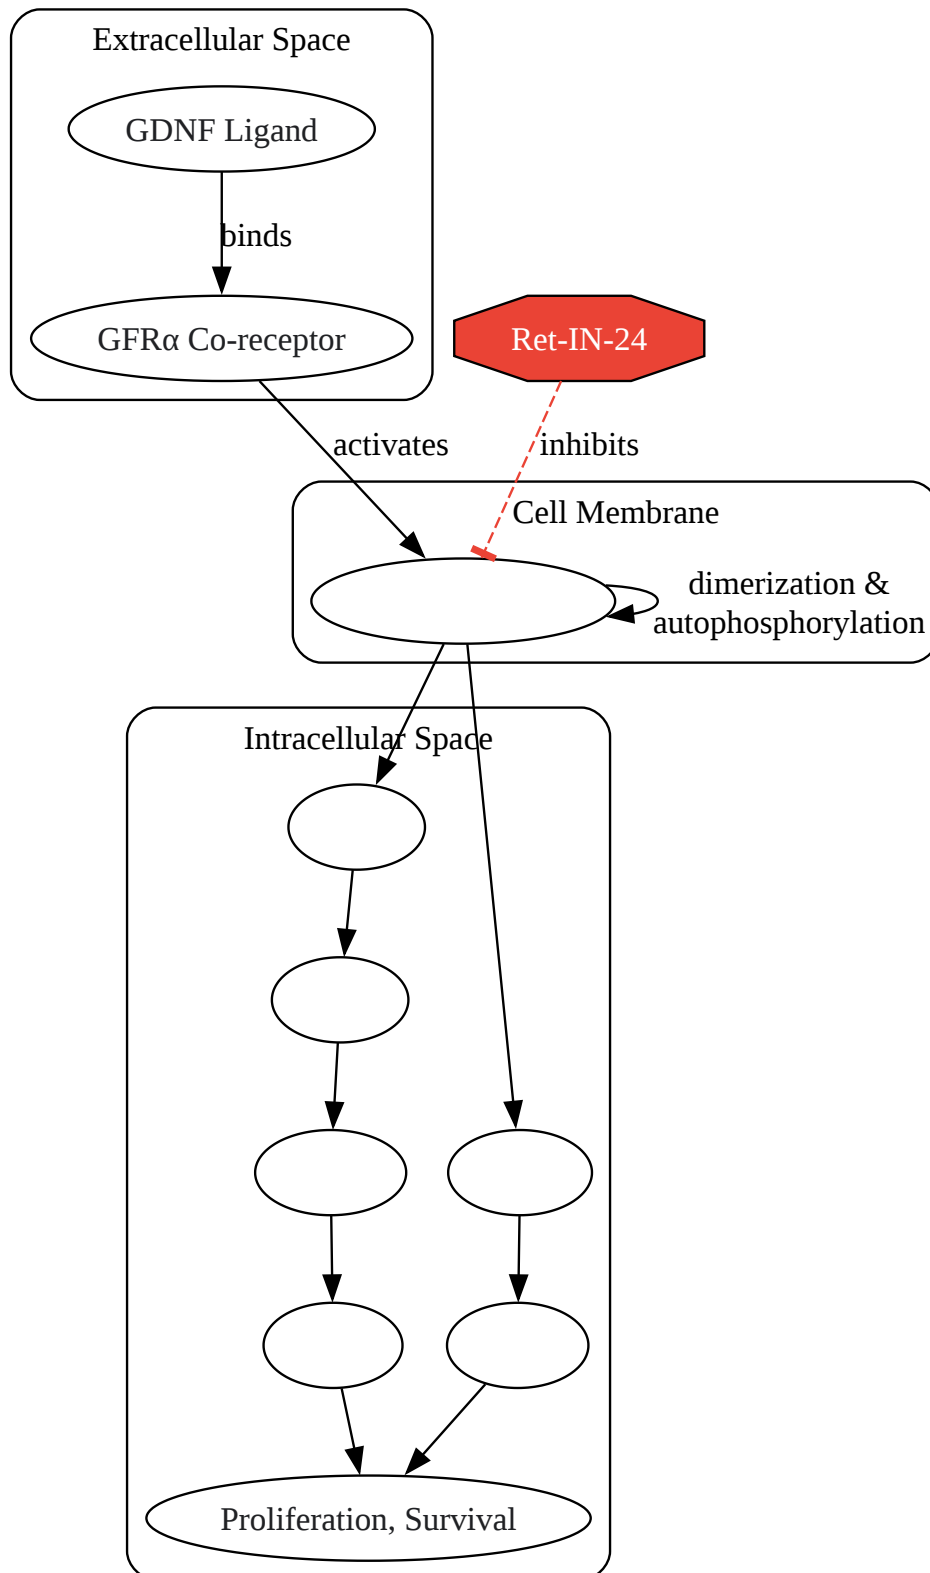 Extracellular Space
GDNF Ligand
binds
GFRα Co-receptor
Ret-IN-24
activates
inhibits
Cell Membrane
dimerization &
autophosphorylation
Intracellular Space
Proliferation, Survival